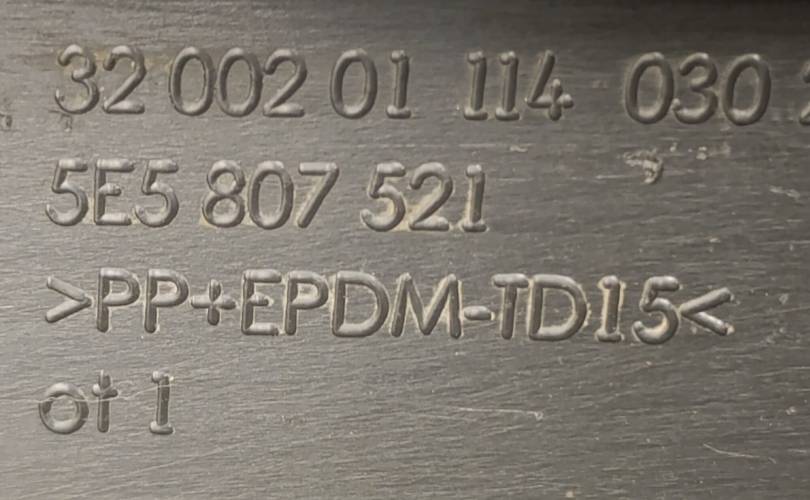 32 002 01 114 030
5E5 807 521
>PP+EPDM-TD15<
ot 1